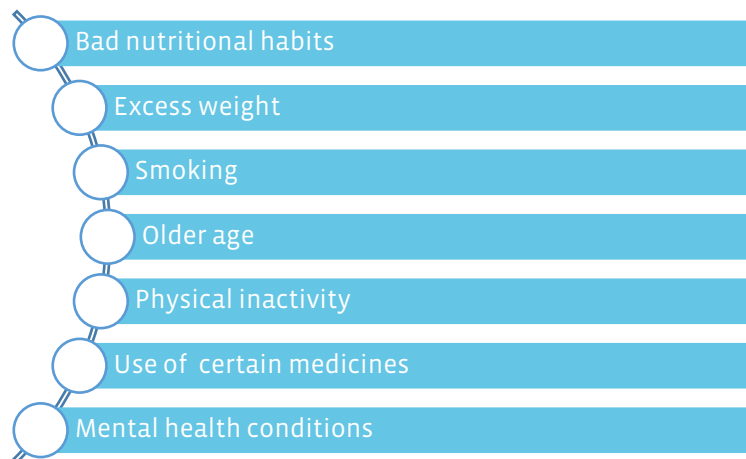 Bad nutritional habits
Excess weight
Smoking
Older age
Physical inactivity
Use of certain medicines
Mental health conditions